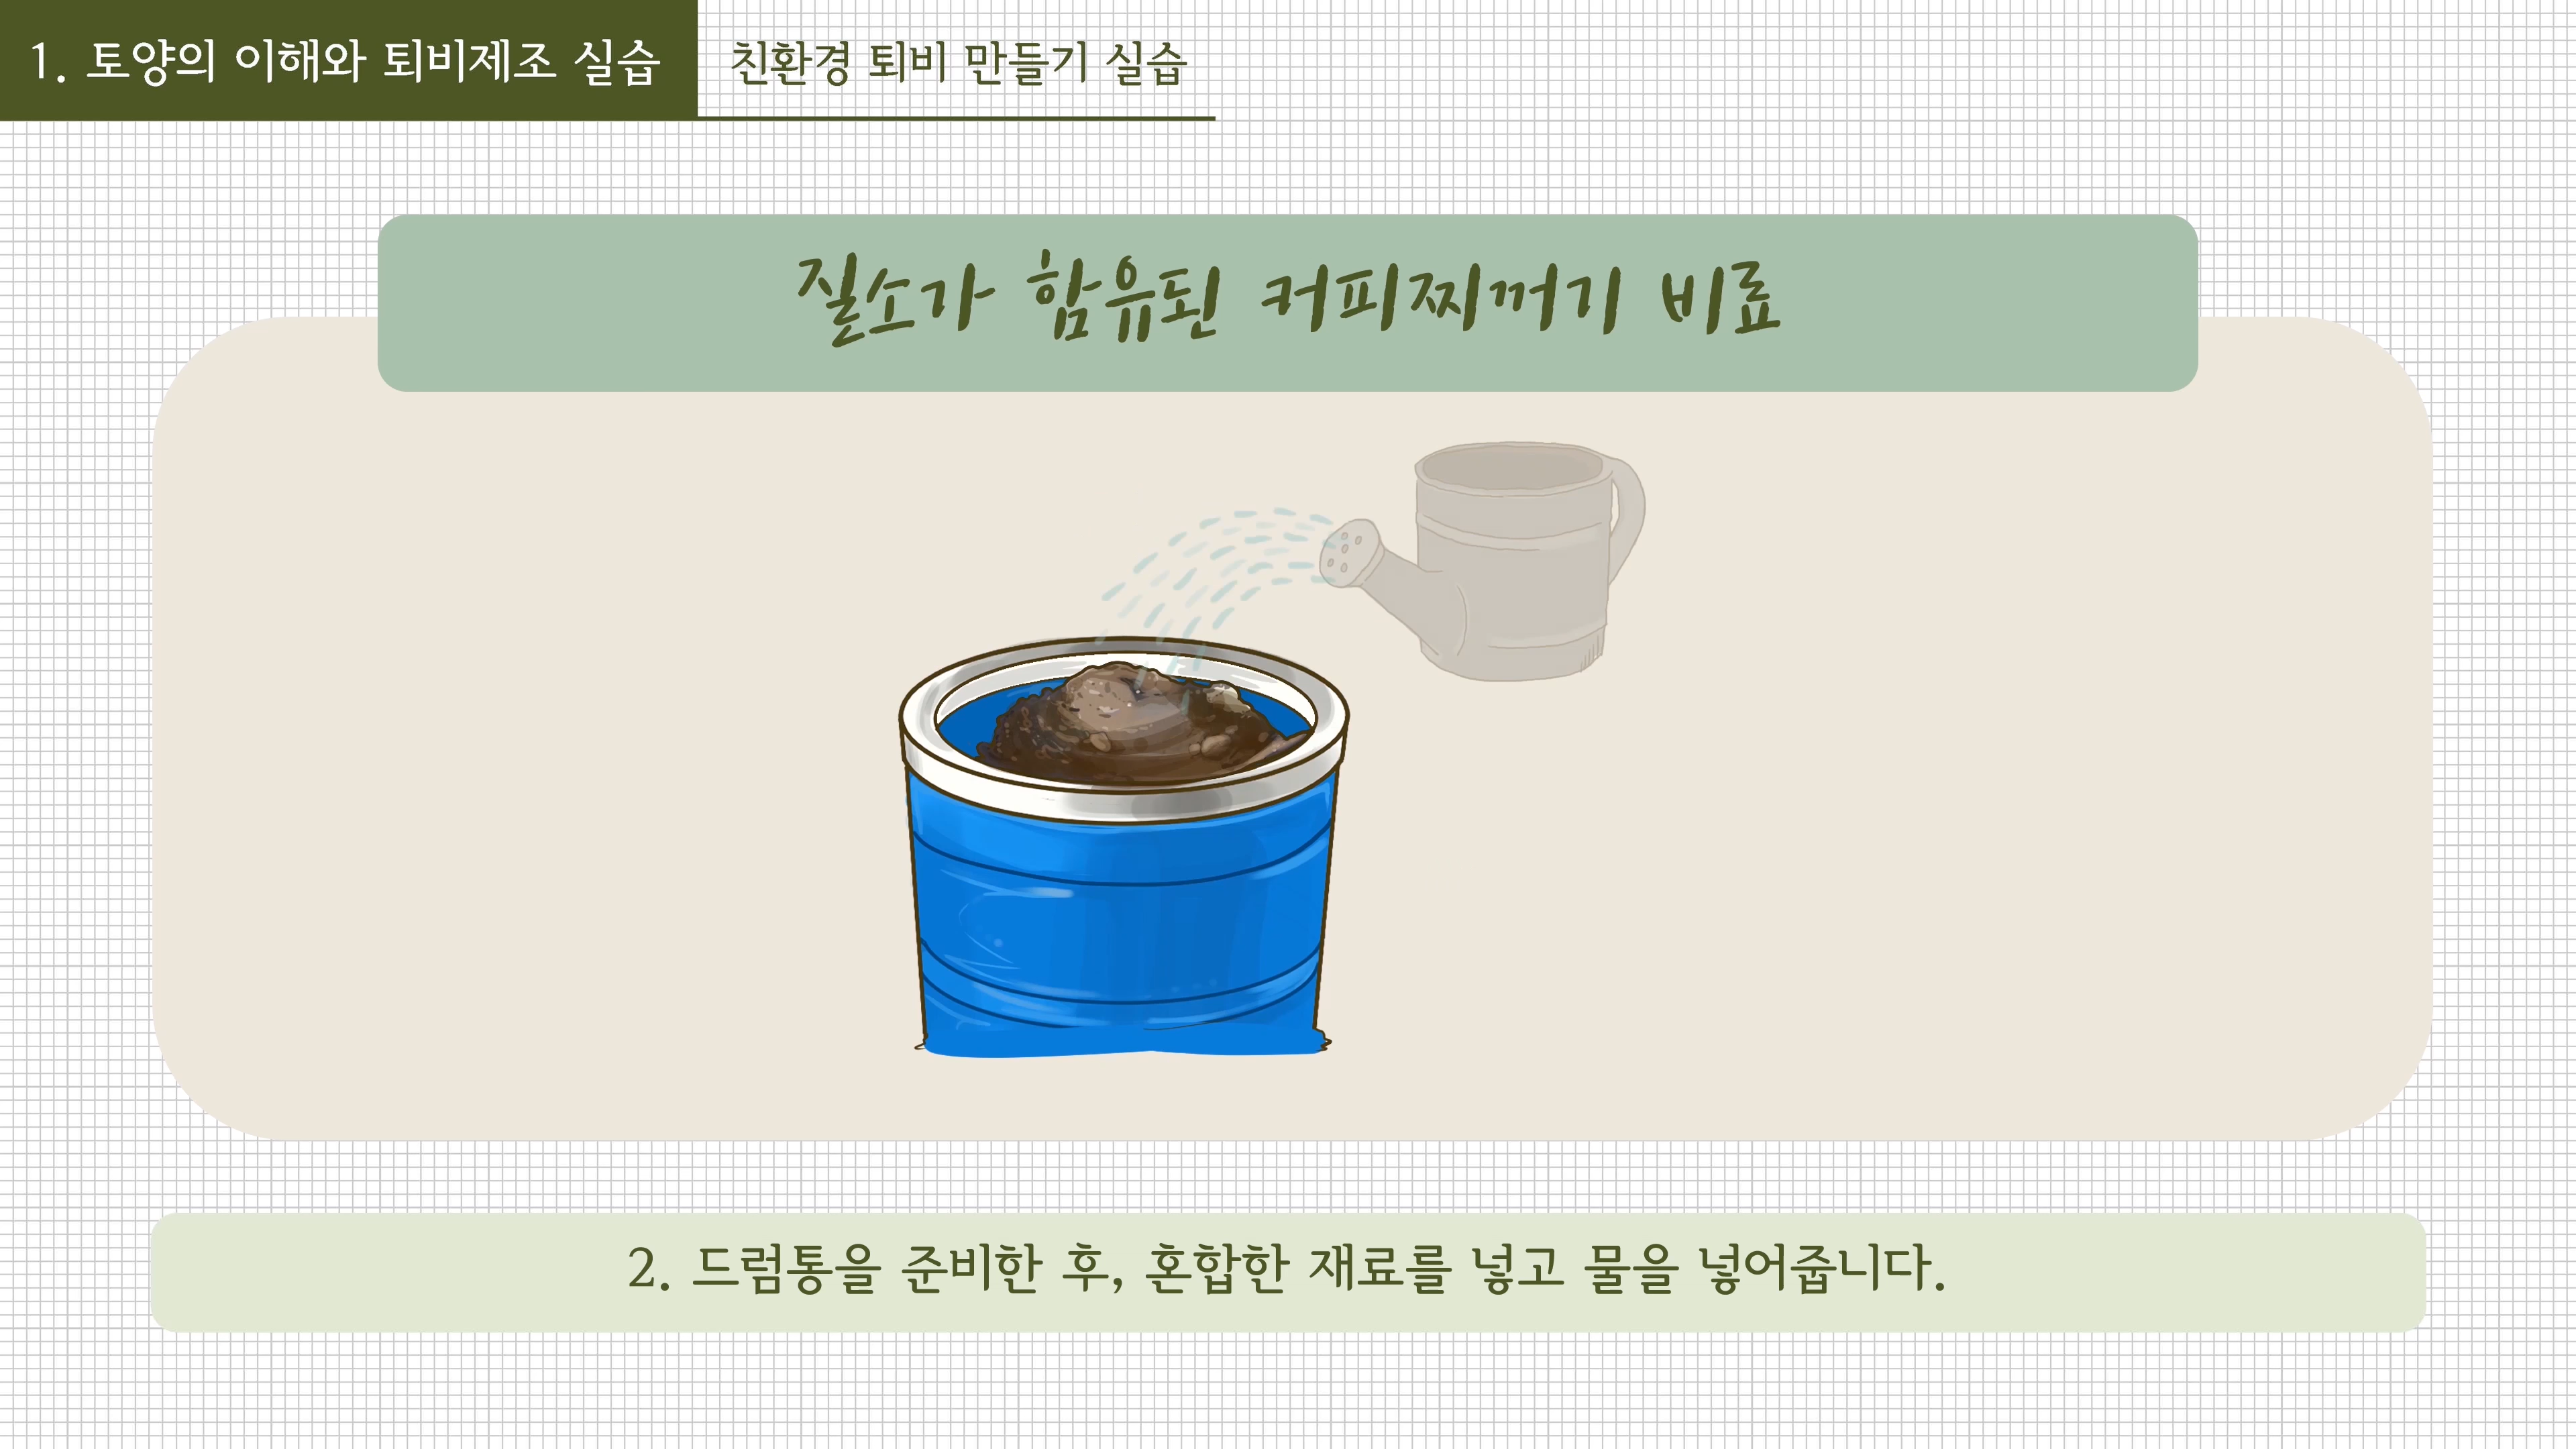 1. 토양의 이해와 퇴비제조 실습
친환경 퇴비 만들기 실습
질소가 함유된 커피찌꺼기 비료
2. 드럼통을 준비한 후, 혼합한 재료를 넣고 물을 넣어줍니다.